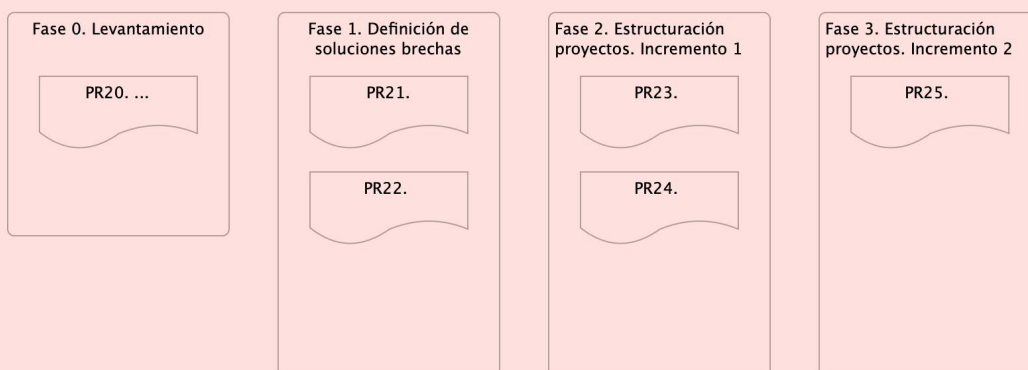 Fase 0. Levantamiento
PR20. ...
Fase 1. Definición de
soluciones brechas
PR21.
PR22.
Fase 2. Estructuración
proyectos. Incremento 1
PR23.
PR24.
Fase 3. Estructuración
proyectos. Incremento 2
PR25.